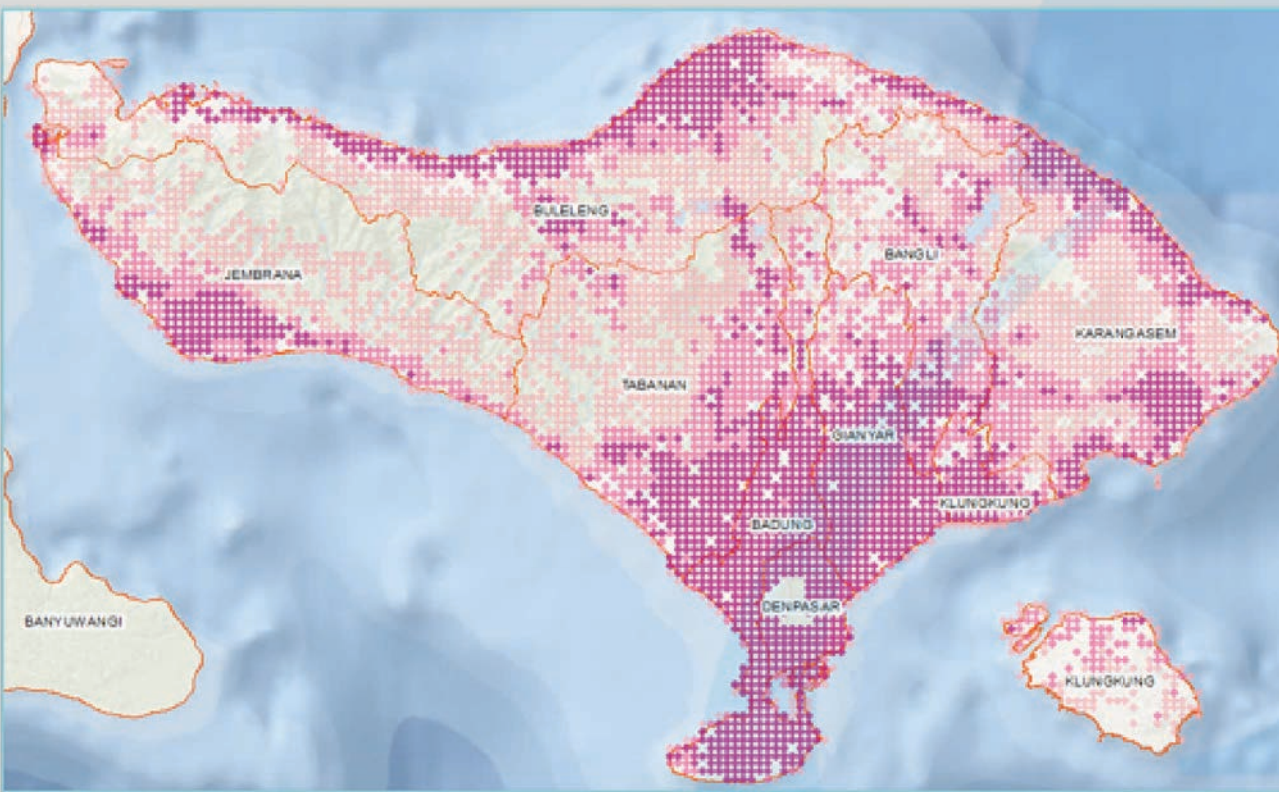 BULELENG
BANGLI
JEMBRANA
KARANGASEM
TABANAN
GIANYAR
KLUNGKUNG
BADUNG
DENPASAR
BANYUWANGI
KLUNGKUNG